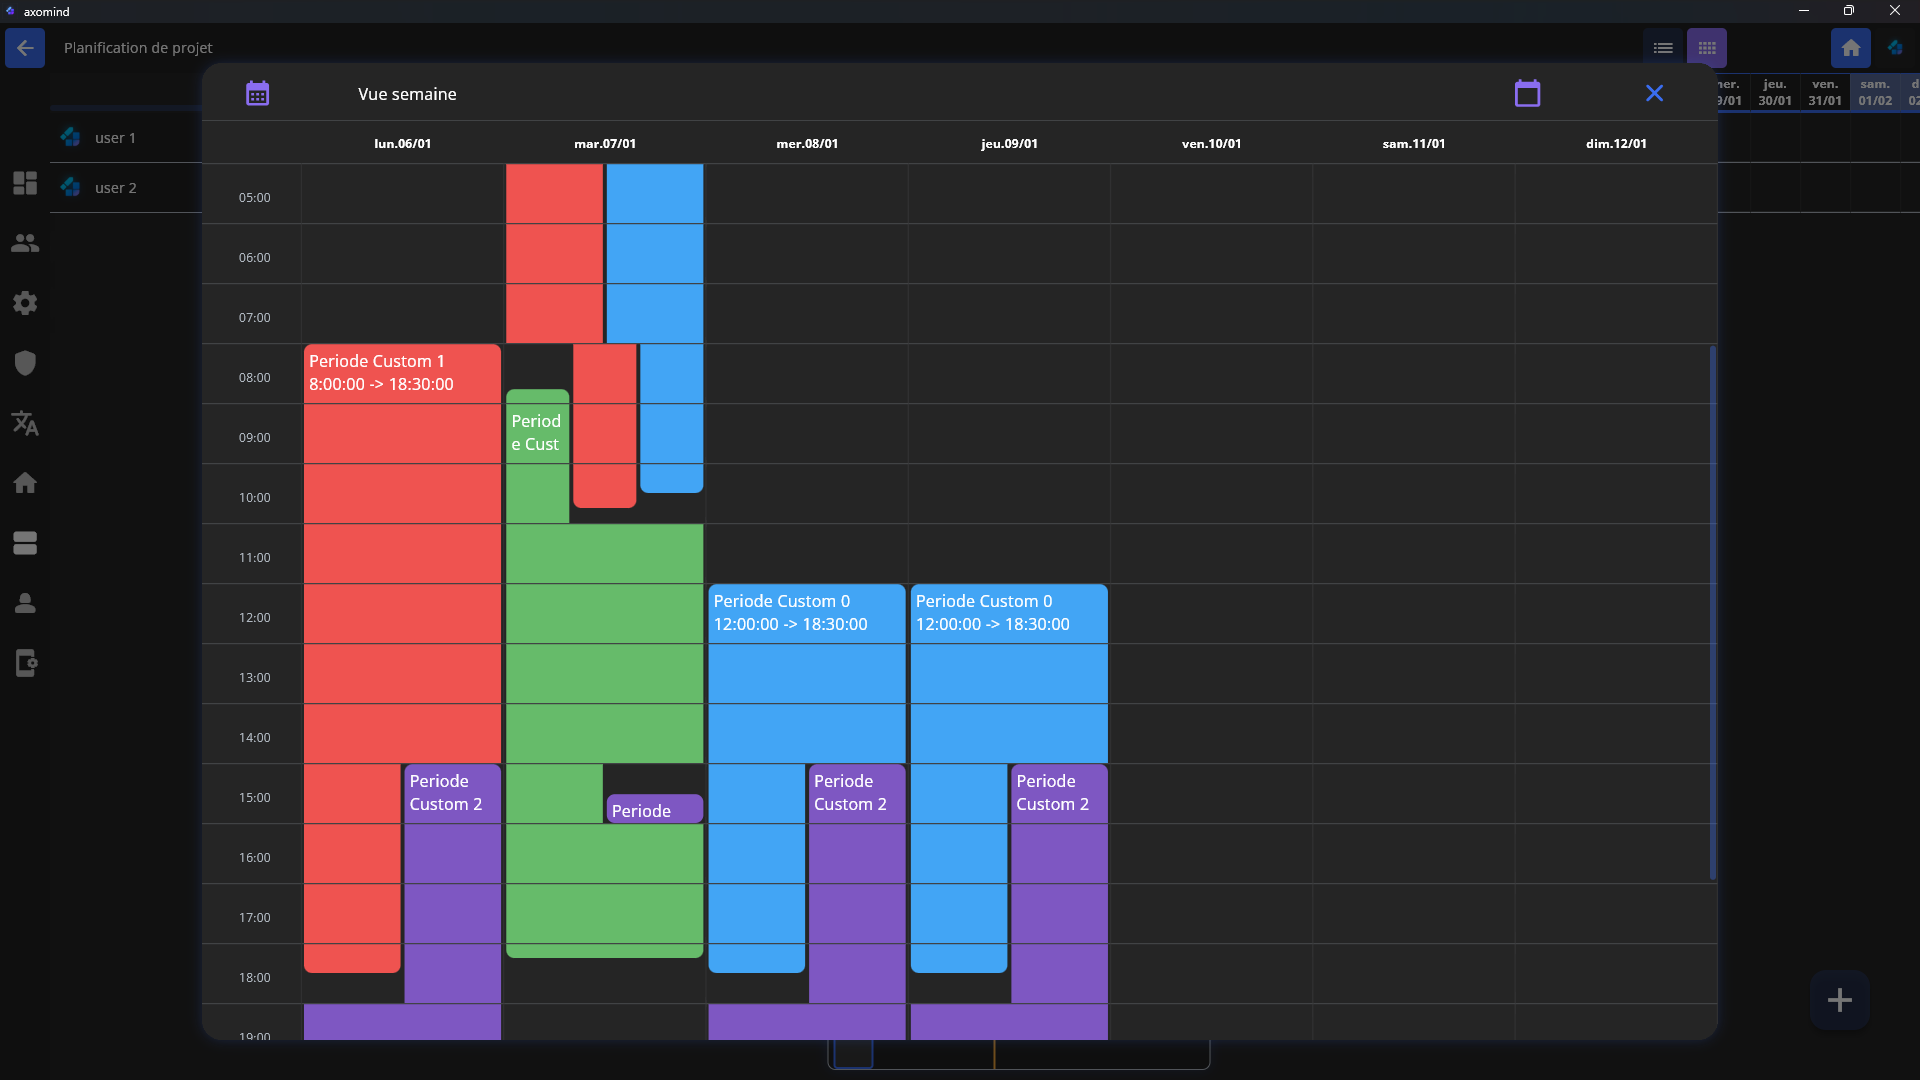 axomind
Planification de projet
Vue semaine
jeu.
30/01
ven.
31/01
sam.
01/02
user 1
user 2
lun.06/01
mar.07/01
mer.08/01
jeu.09/01
ven.10/01
sam.11/01
dim.12/01
05:00
06:00
07:00
08:00
09:00
10:00
11:00
12:00
13:00
14:00
15:00
16:00
17:00
18:00
19:00
Periode Custom 1
8:00:00 -> 18:30:00
Period
e Cust
Periode Custom 0
12:00:00 -> 18:30:00
Periode Custom 0
12:00:00 -> 18:30:00
Periode
Custom 2
Periode
Periode
Custom 2
Periode
Custom 2